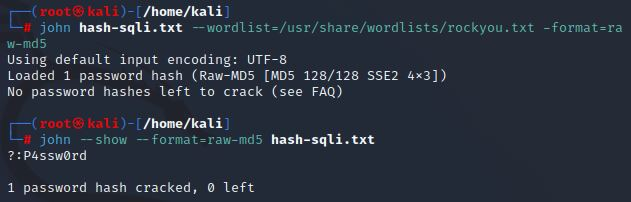 ┌──(root㉿kali)-[/home/kali]
└─# john hash-sqli.txt --wordlist=/usr/share/wordlists/rockyou.txt -format=ra
w-md5
Using default input encoding: UTF-8
Loaded 1 password hash (Raw-MD5 [MD5 128/128 SSE2 4×3])
No password hashes left to crack (see FAQ)
┌──(root㉿kali)-[/home/kali]
└─# john --show --format=raw-md5 hash-sqli.txt
?:P4ssw0rd
1 password hash cracked, 0 left